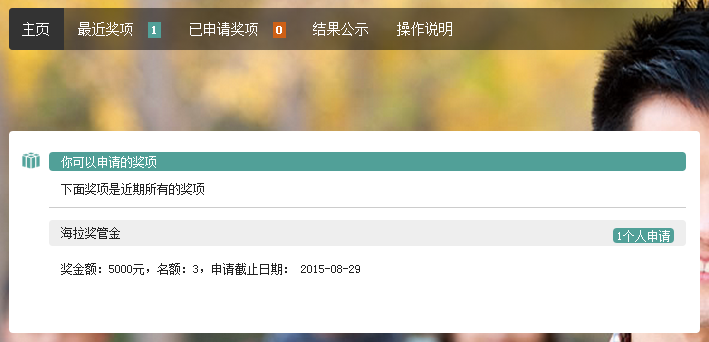 主页 最近奖项 1 已申请奖项 0 结果公示 操作说明
你可以申请的奖项
下面奖项是近期所有的奖项
海拉奖管金 1个人申请
奖金额：5000元，名额：3，申请截止日期： 2015-08-29